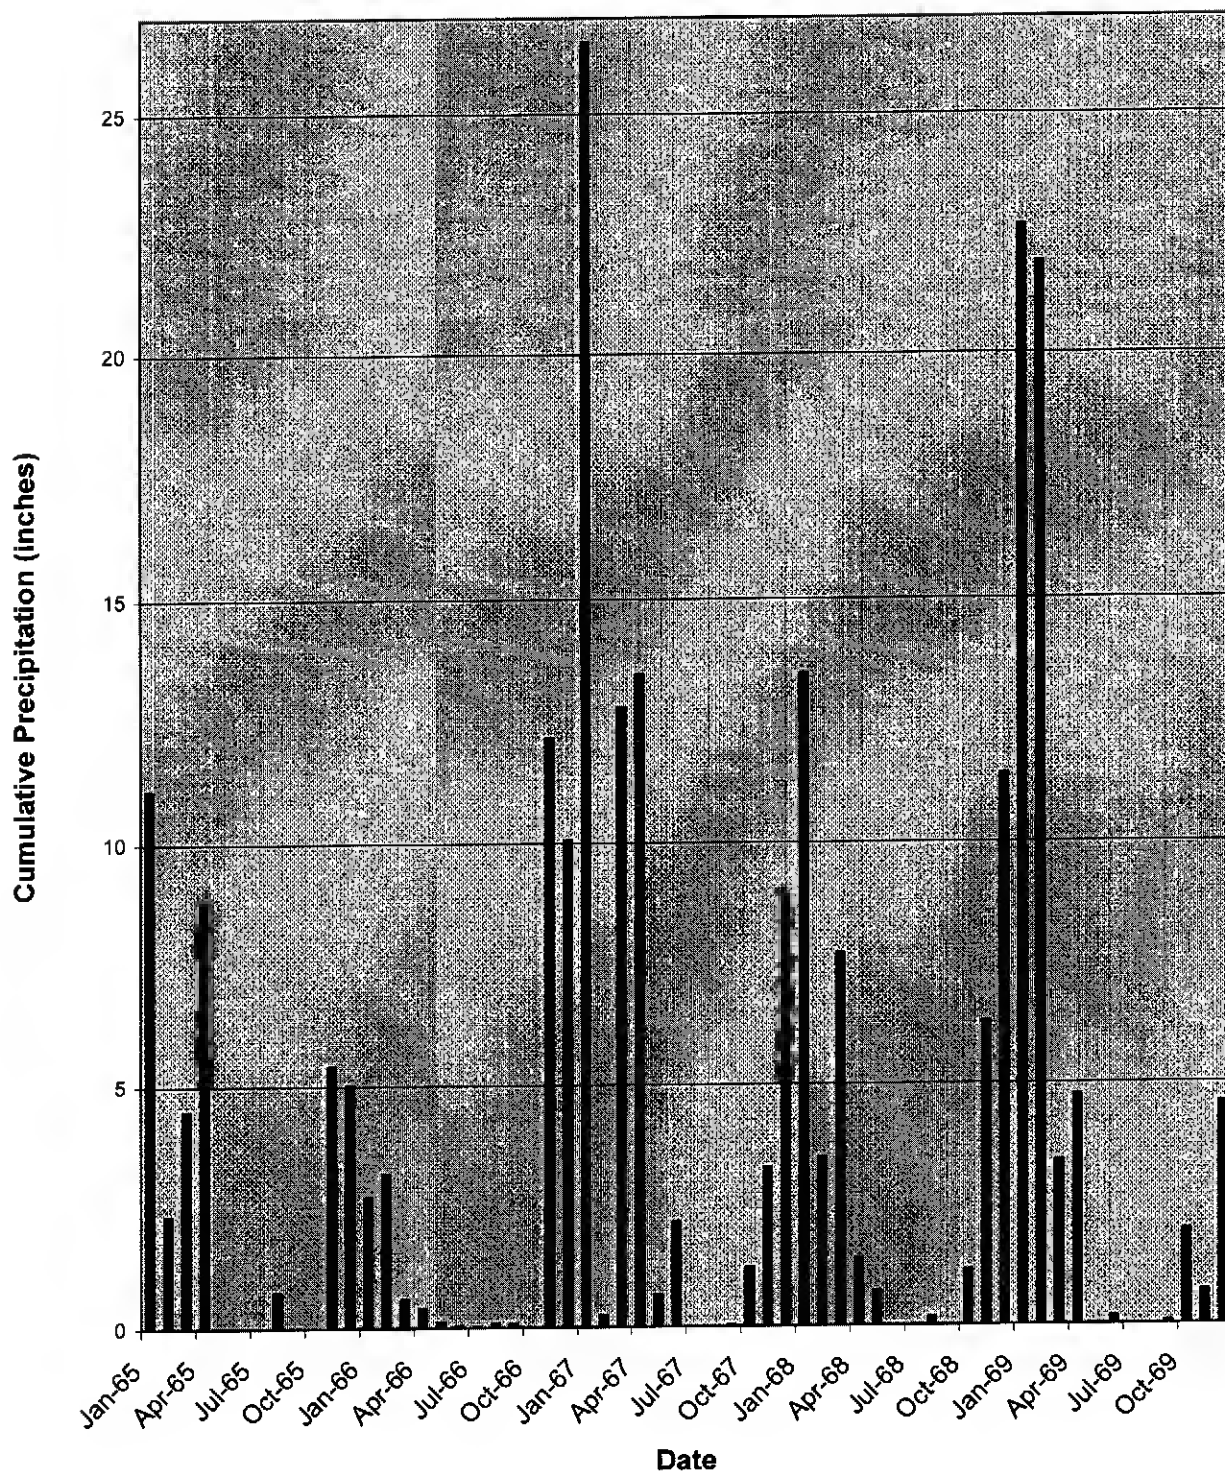 Cumulative Precipitation (inches)
25
20
15
10
5
0
Jan-65
Apr-65
Jul-65
Oct-65
Jan-66
Apr-66
Jul-66
Oct-66
Jan-67
Apr-67
Jul-67
Oct-67
Jan-68
Apr-68
Jul-68
Oct-68
Jan-69
Apr-69
Jul-69
Oct-69
Date